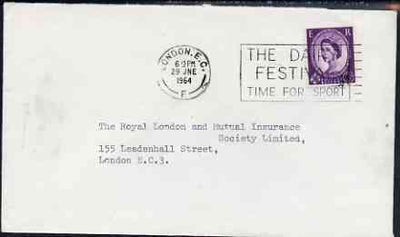 LONDON. E.C.
6 PM
29 JNE
1964
F
E R
THE DA
FESTIV
TIME FOR SPORT
The Royal London and Mutual Insurance
Society Limited,
155 Leadenhall Street,
London E.C.3.